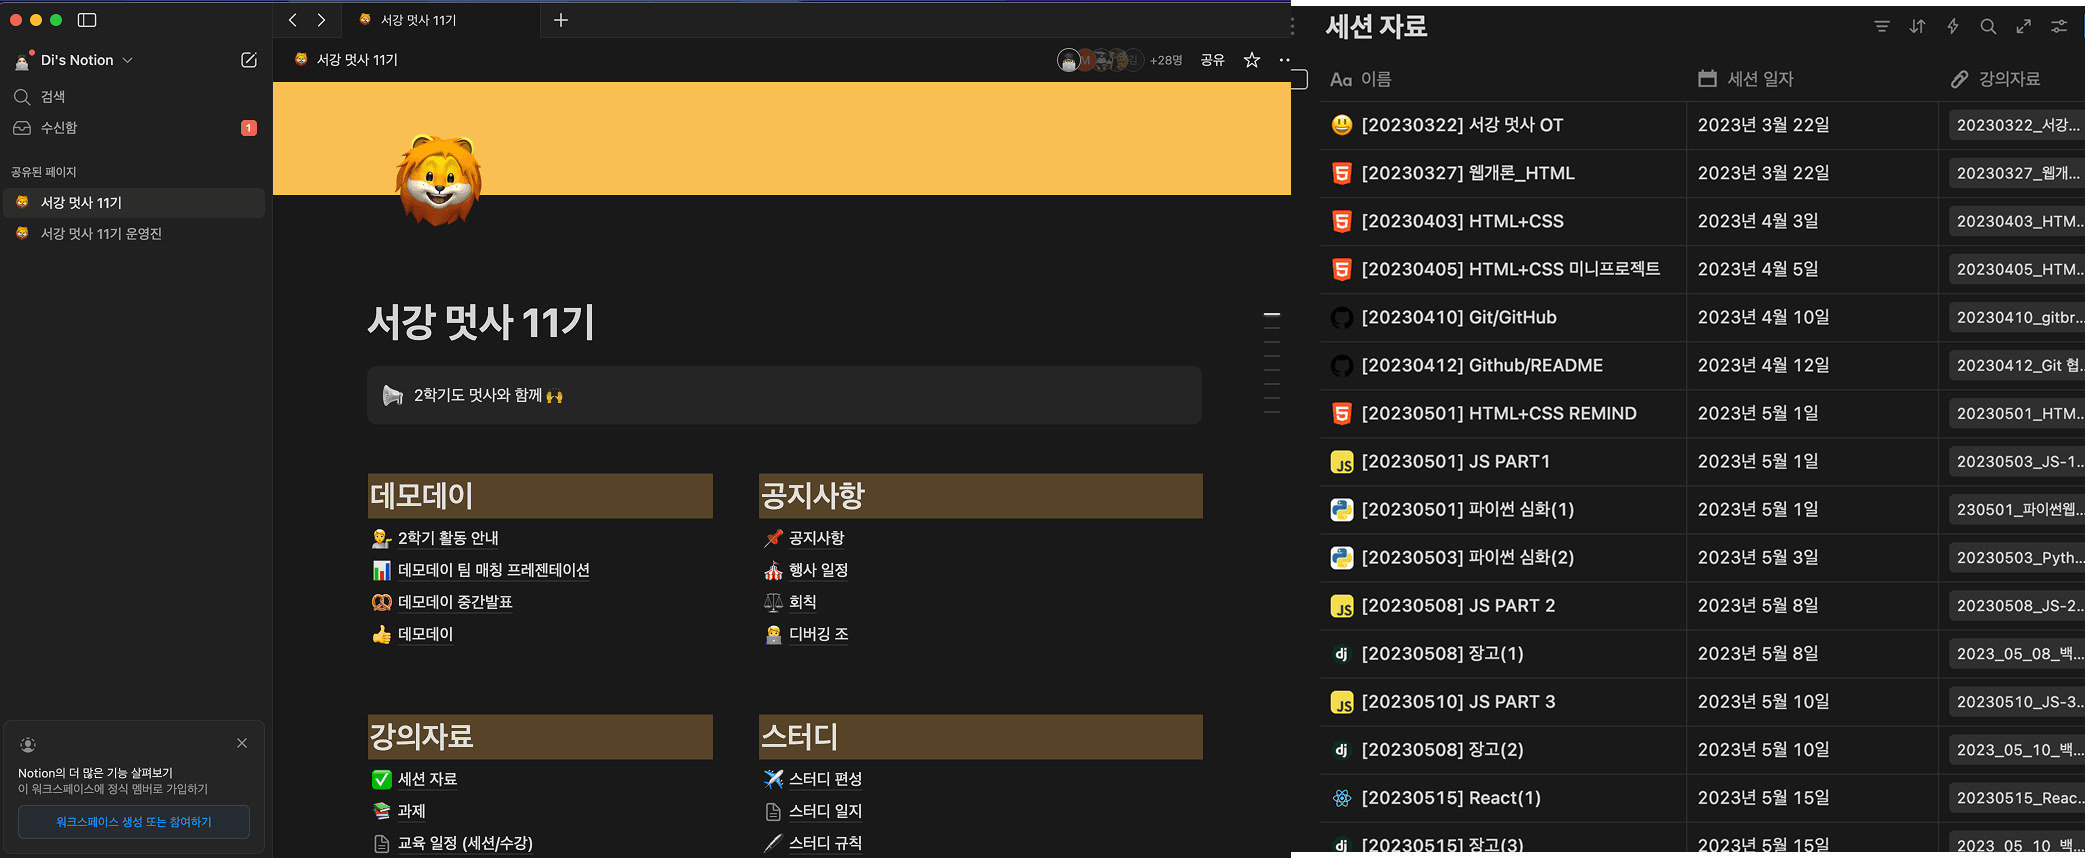 서강 멋사 11기
Di's Notion
서강 멋사 11기
+28명
공유
검색
수신함
1
공유된 페이지
서강 멋사 11기
서강 멋사 11기 운영진
Notion의 더 많은 기능 살펴보기
이 워크스페이스에 정식 멤버로 가입하기
워크스페이스 생성 또는 참여하기
서강 멋사 11기
2학기도 멋사와 함께
데모데이
2학기 활동 안내
데모데이 팀 매칭 프레젠테이션
데모데이 중간발표
데모데이
공지사항
공지사항
행사 일정
회칙
디버깅 조
강의자료
세션 자료
과제
교육 일정 (세션/수강)
스터디
스터디 편성
스터디 일지
스터디 규칙
세션 자료
Aa 이름 세션 일자 강의자료
[20230322] 서강 멋사 OT 2023년 3월 22일 20230322_서강...
[20230327] 웹개론_HTML 2023년 3월 22일 20230327_웹개...
[20230403] HTML+CSS 2023년 4월 3일 20230403_HTM...
[20230405] HTML+CSS 미니프로젝트 2023년 4월 5일 20230405_HTM...
[20230410] Git/GitHub 2023년 4월 10일 20230410_gitbr...
[20230412] Github/README 2023년 4월 12일 20230412_Git 협...
[20230501] HTML+CSS REMIND 2023년 5월 1일 20230501_HTM...
JS [20230501] JS PART1 2023년 5월 1일 20230503_JS-1...
[20230501] 파이썬 심화(1) 2023년 5월 1일 230501_파이썬웹...
[20230503] 파이썬 심화(2) 2023년 5월 3일 20230503_Pyth...
JS [20230508] JS PART 2 2023년 5월 8일 20230508_JS-2...
dj [20230508] 장고(1) 2023년 5월 8일 2023_05_08_백...
JS [20230510] JS PART 3 2023년 5월 10일 20230510_JS-3...
dj [20230508] 장고(2) 2023년 5월 10일 2023_05_10_백...
[20230515] React(1) 2023년 5월 15일 20230515_Reac...
dj [20230515] 장고(3) 2023년 5월 15일 2023_05_10_백...